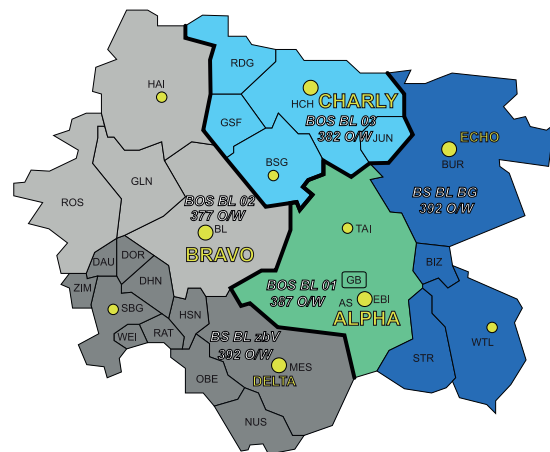 RDG
HAI
HCH
CHARLY
BOS BL 03
382 O/W
GSF
JUN
ECHO
BUR
BSG
GLN
ROS
BOS BL 02
377 O/W
BS BL BG
392 O/W
BL
BRAVO
TAI
DOR
DAU
BIZ
DHN
ZIM
GB
BOS BL 01
387 O/W
AS
EBI
ALPHA
SBG
HSN
WEI
RAT
BS BL zbV
392 O/W
WTL
STR
MES
OBE
DELTA
NUS